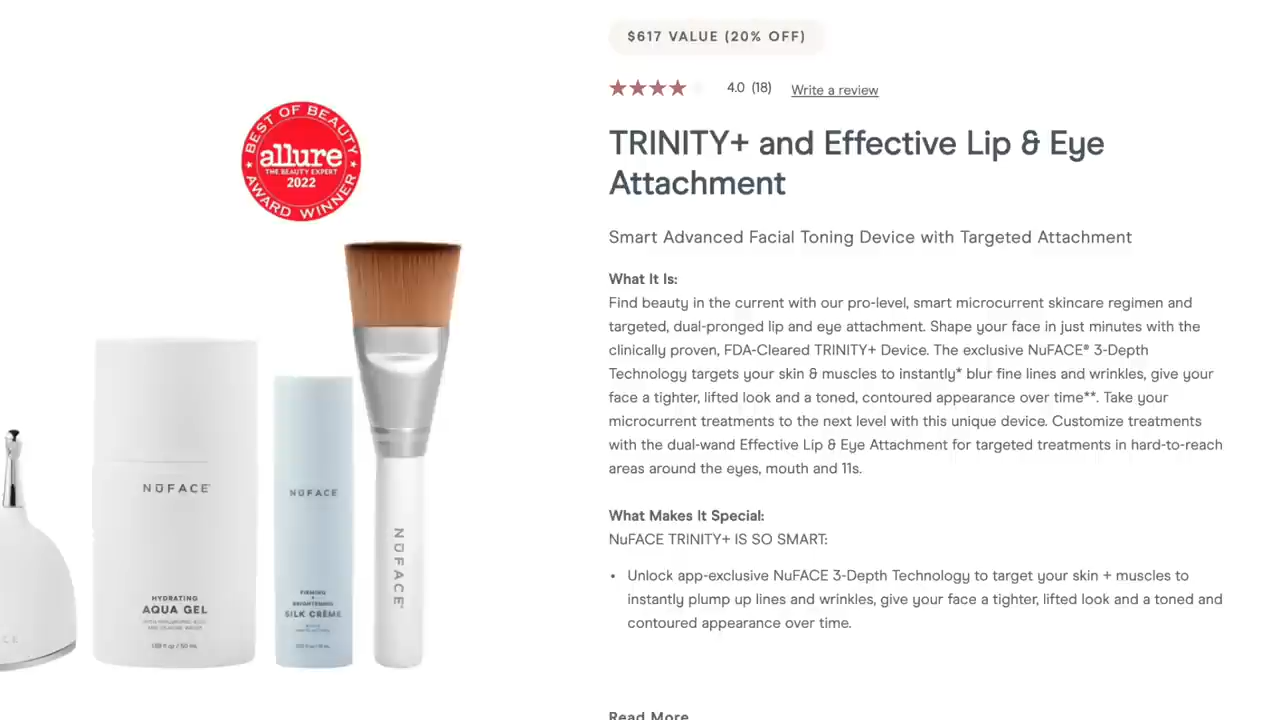 BEST OF BEAUTY
allure
THE BEAUTY EXPERT
2022
AWARD WINNER
NUFACE
HYDRATING
AQUA GEL
NUFACE
FIRMING
+
BRIGHTENING
SILK CRÈME
NUFACE
$617 VALUE (20% OFF)
4.0 (18) Write a review
TRINITY+ and Effective Lip & Eye
Attachment
Smart Advanced Facial Toning Device with Targeted Attachment
What It Is:
Find beauty in the current with our pro-level, smart microcurrent skincare regimen and
targeted, dual-pronged lip and eye attachment. Shape your face in just minutes with the
clinically proven, FDA-Cleared TRINITY+ Device. The exclusive NuFACE® 3-Depth
Technology targets your skin & muscles to instantly* blur fine lines and wrinkles, give your
face a tighter, lifted look and a toned, contoured appearance over time**. Take your
microcurrent treatments to the next level with this unique device. Customize treatments
with the dual-wand Effective Lip & Eye Attachment for targeted treatments in hard-to-reach
areas around the eyes, mouth and 11s.
What Makes It Special:
NuFACE TRINITY+ IS SO SMART:
• Unlock app-exclusive NuFACE 3-Depth Technology to target your skin + muscles to
instantly plump up lines and wrinkles, give your face a tighter, lifted look and a toned and
contoured appearance over time.
Read More